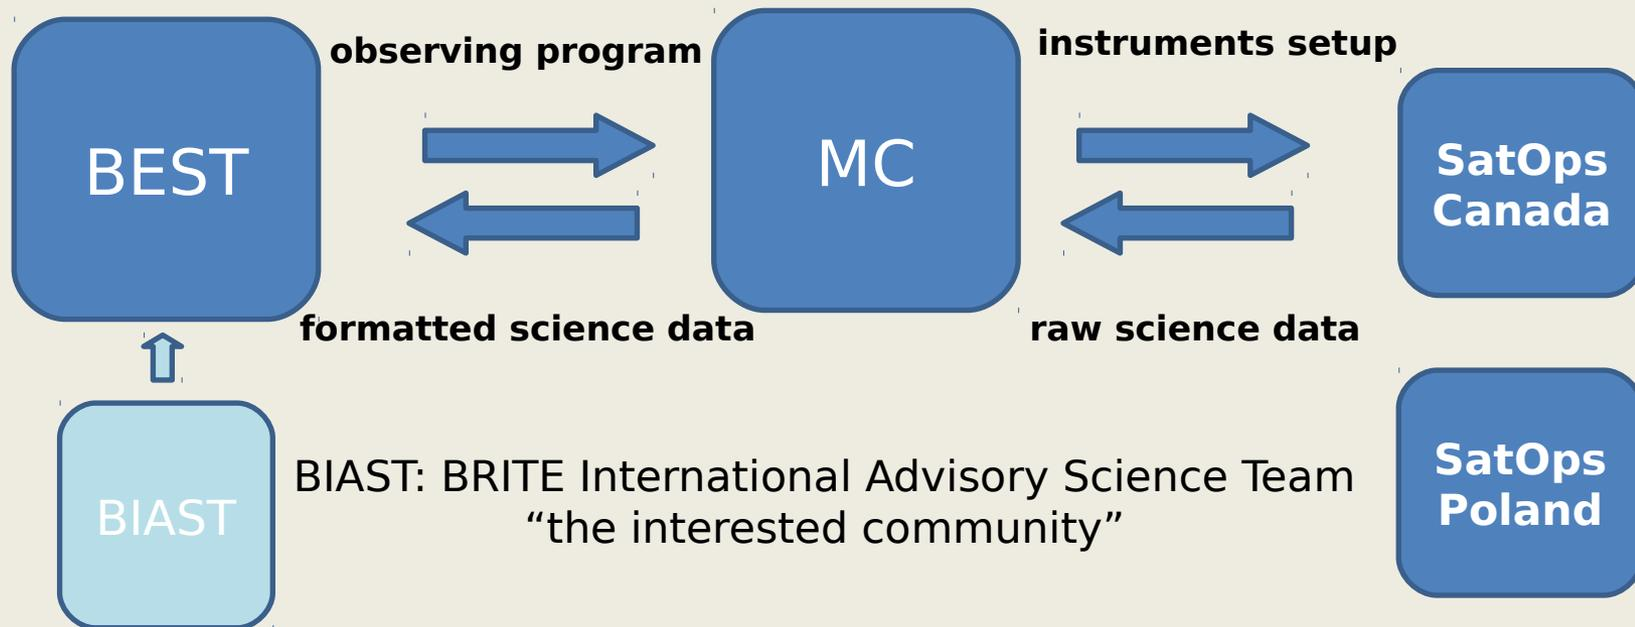 observing program
instruments setup
BEST
MC
SatOps
Canada
formatted science data
raw science data
BIAST
BIAST: BRITE International Advisory Science Team
“the interested community”
SatOps
Poland